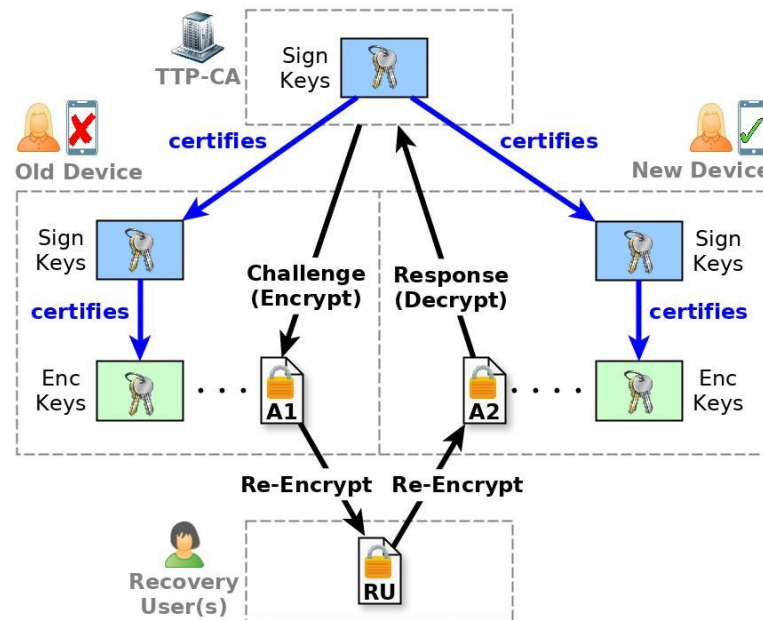 Sign
Keys
TTP-CA
certifies
certifies
Old Device
New Device
Sign
Keys
Challenge
(Encrypt)
Response
(Decrypt)
Sign
Keys
certifies
certifies
Enc
Keys
. . .
A1
A2
. . . .
Enc
Keys
Re-Encrypt
Re-Encrypt
RU
Recovery
User(s)